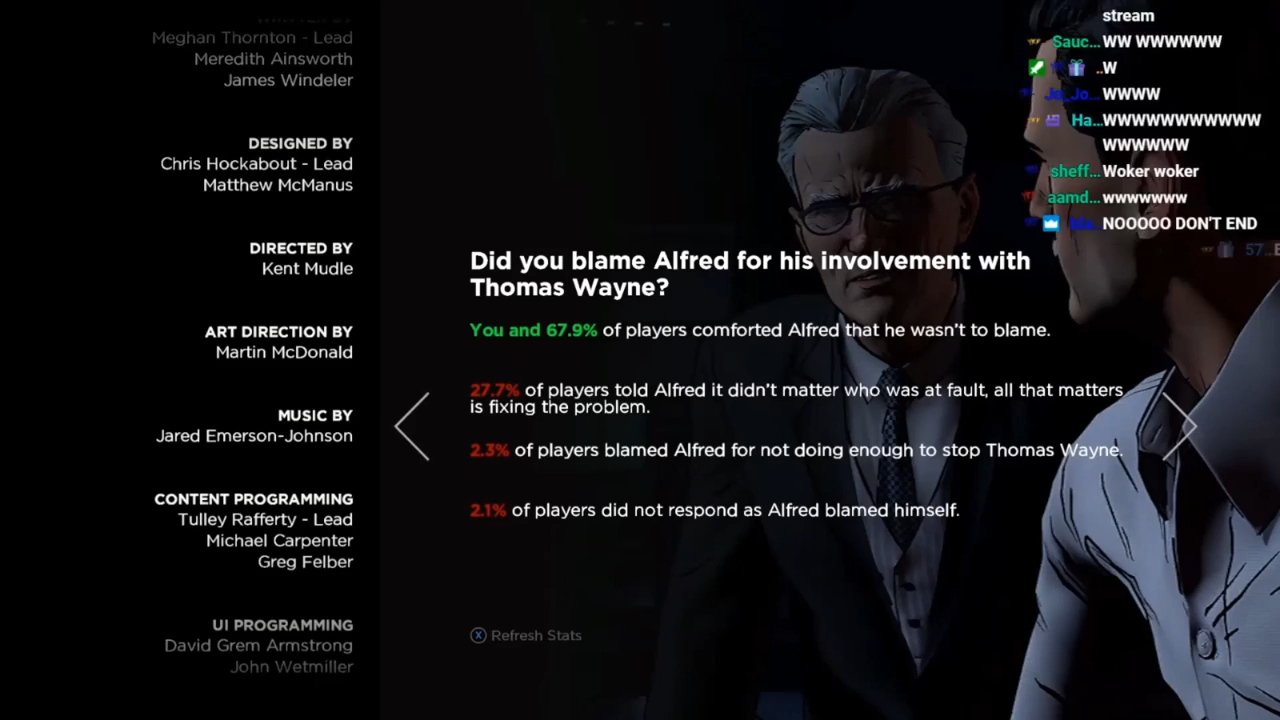 Meghan Thornton - Lead
Meredith Ainsworth
James Windeler
DESIGNED BY
Chris Hockabout - Lead
Matthew McManus
DIRECTED BY
Kent Mudle
ART DIRECTION BY
Martin McDonald
MUSIC BY
Jared Emerson-Johnson
CONTENT PROGRAMMING
Tulley Rafferty - Lead
Michael Carpenter
Greg Felber
UI PROGRAMMING
David Grem Armstrong
John Wetmiller
Did you blame Alfred for his involvement with
Thomas Wayne?
You and 67.9% of players comforted Alfred that he wasn't to blame.
27.7% of players told Alfred it didn't matter who was at fault, all that matters
is fixing the problem.
2.3% of players blamed Alfred for not doing enough to stop Thomas Wayne.
2.1% of players did not respond as Alfred blamed himself.
X Refresh Stats
stream
Sauc... WW WWWWWW
..W
WWWW
Ha... WWWWWWWWWWW
WWWWWW
sheff... Woker woker
aamd... wwwwwww
NOOOOO DON'T END
57...